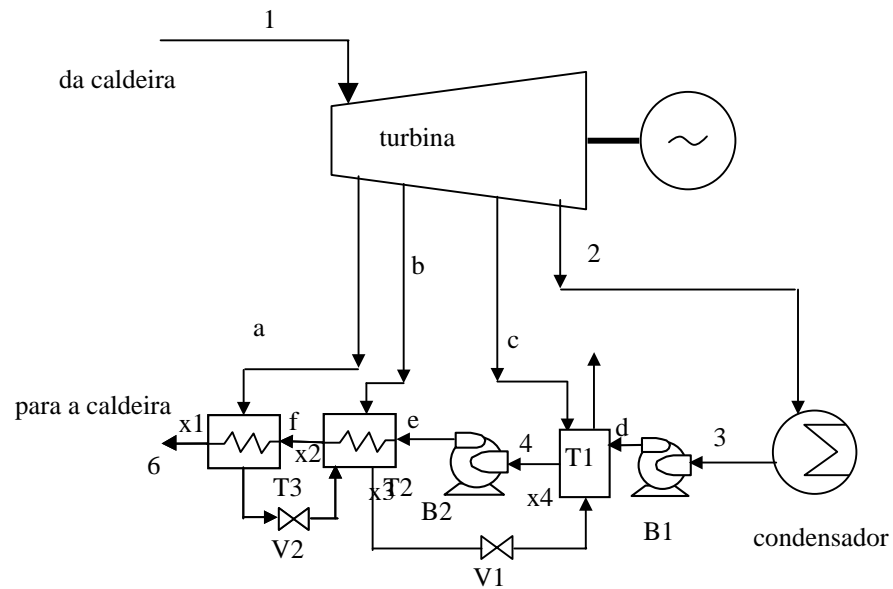 1
da caldeira
turbina
b
2
a
c
para a caldeira
x1
f
e
d
3
4
x2
T1
6
T3
x3
T2
x4
B2
B1
V2
condensador
V1